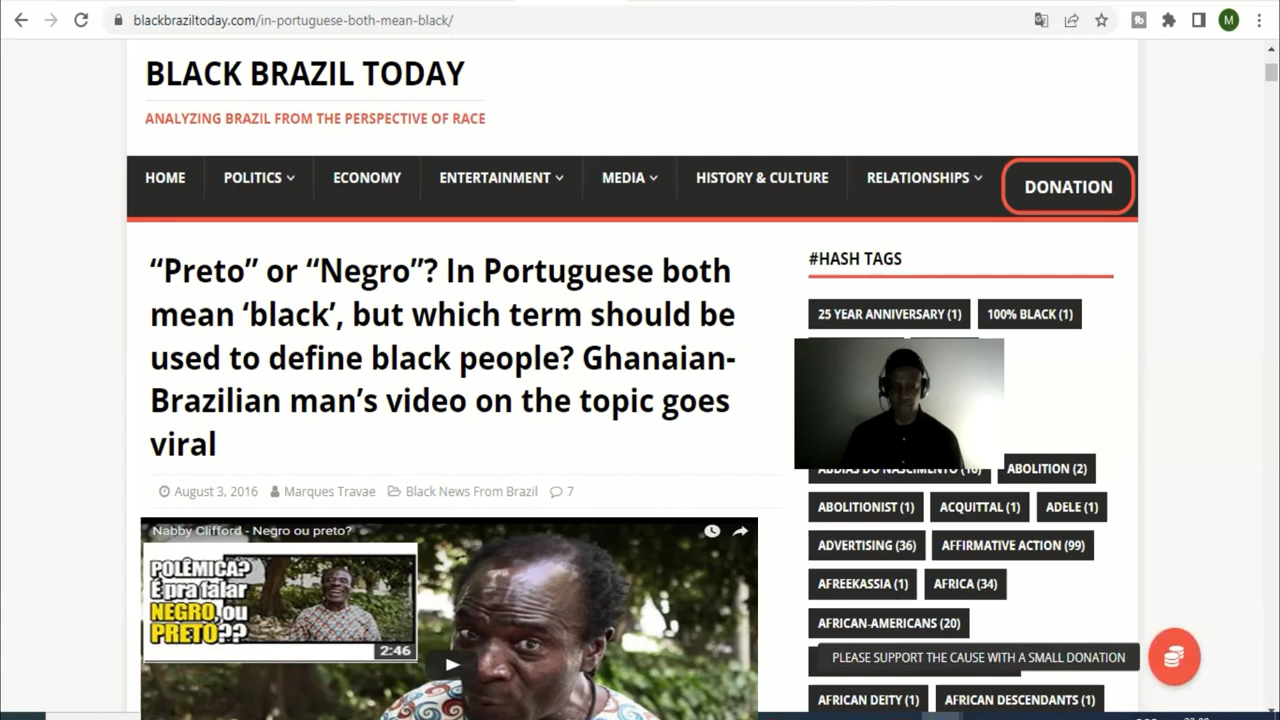 blackbraziltoday.com/in-portuguese-both-mean-black/
M
BLACK BRAZIL TODAY
ANALYZING BRAZIL FROM THE PERSPECTIVE OF RACE
HOME POLITICS ECONOMY ENTERTAINMENT MEDIA HISTORY & CULTURE RELATIONSHIPS DONATION
“Preto” or “Negro”? In Portuguese both
mean ‘black’, but which term should be
used to define black people? Ghanaian-
Brazilian man’s video on the topic goes
viral
August 3, 2016 Marques Travae Black News From Brazil 7
Nabby Clifford - Negro ou preto?
POLÊMICA?
É pra falar
NEGRO, ou
PRETO??
2:46
#HASH TAGS
25 YEAR ANNIVERSARY (1) 100% BLACK (1)
ABDIAS DO NASCIMENTO (16) ABOLITION (2)
ABOLITIONIST (1) ACQUITTAL (1) ADELE (1)
ADVERTISING (36) AFFIRMATIVE ACTION (99)
AFREEKASSIA (1) AFRICA (34)
AFRICAN-AMERICANS (20)
PLEASE SUPPORT THE CAUSE WITH A SMALL DONATION
AFRICAN DEITY (1) AFRICAN DESCENDANTS (1)